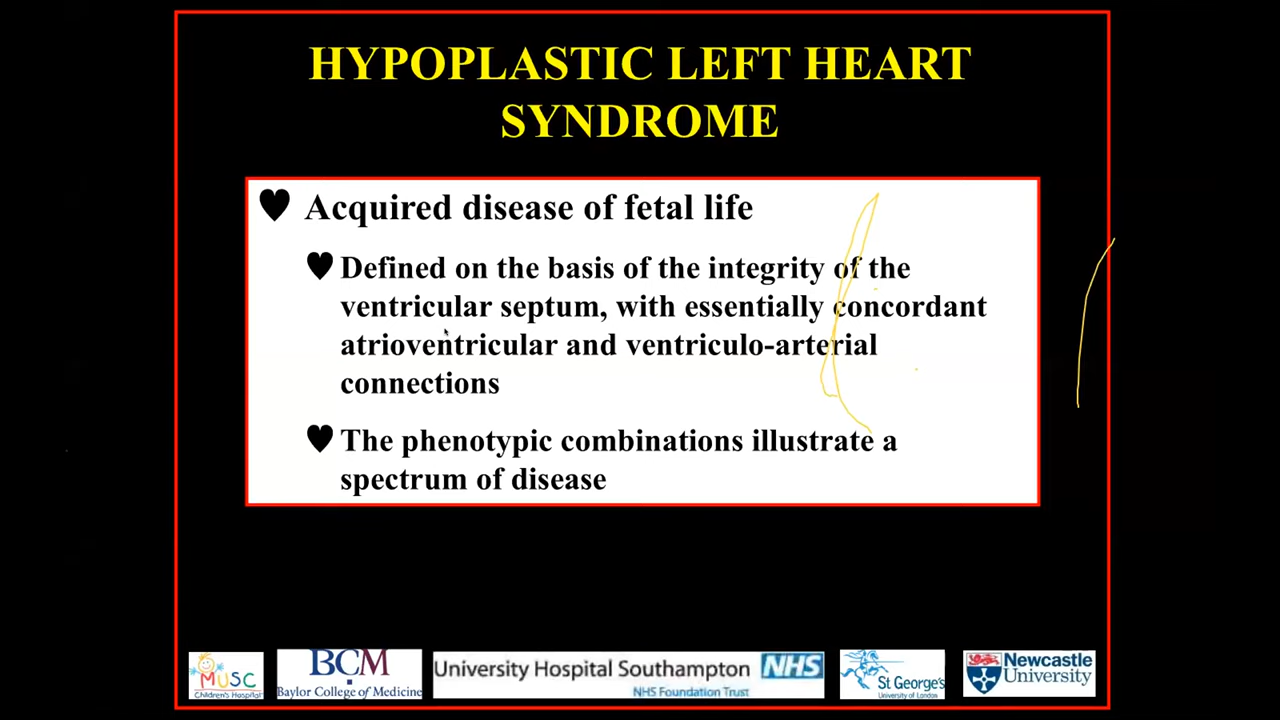 HYPOPLASTIC LEFT HEART
SYNDROME
Acquired disease of fetal life
Defined on the basis of the integrity of the
ventricular septum, with essentially concordant
atrioventricular and ventriculo-arterial
connections
The phenotypic combinations illustrate a
spectrum of disease
MUSC
Children's Hospital
BCM
Baylor College of Medicine
University Hospital Southampton NHS
NHS Foundation Trust
St George's
University of London
Newcastle
University